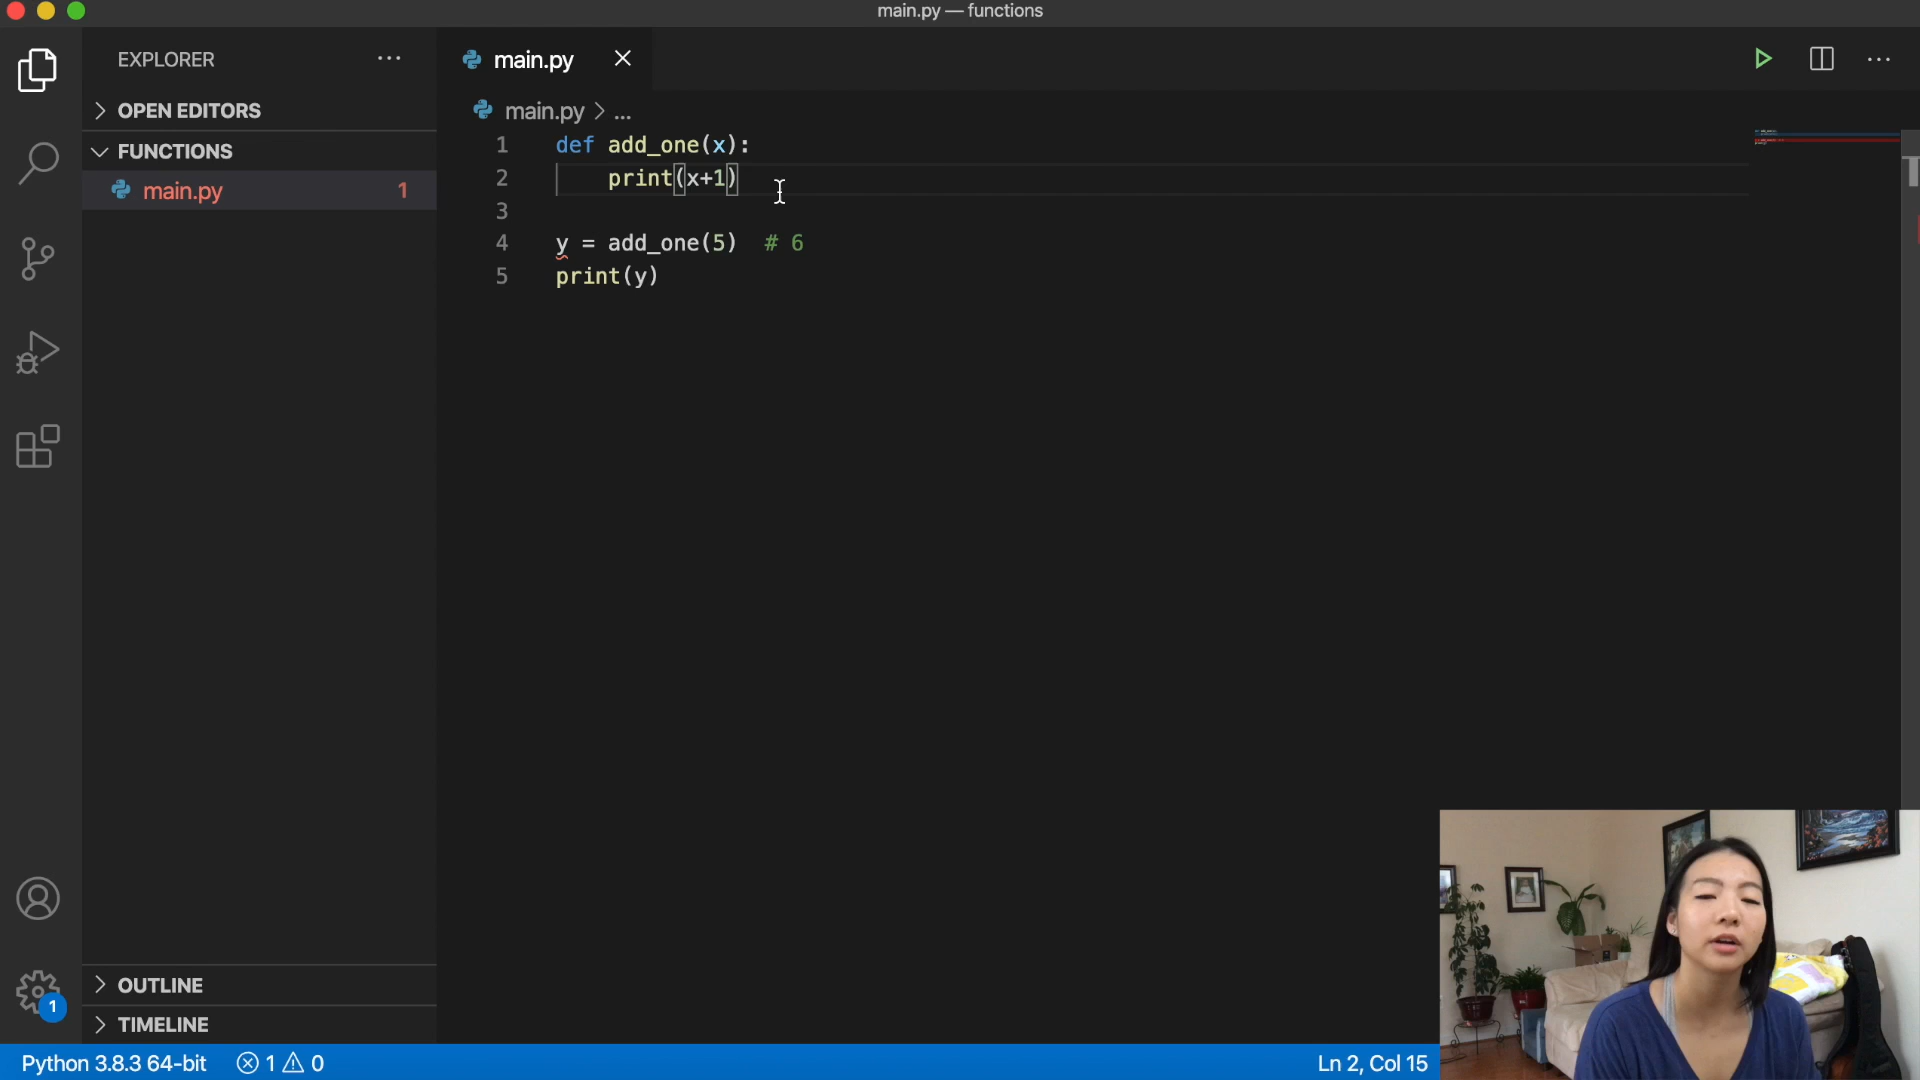 main.py — functions
EXPLORER
OPEN EDITORS
FUNCTIONS
main.py 1
main.py
main.py > ...
1 def add_one(x):
2 print(x+1)
3
4 y = add_one(5) # 6
5 print(y)
OUTLINE
TIMELINE
1
Python 3.8.3 64-bit 1 0
Ln 2, Col 15